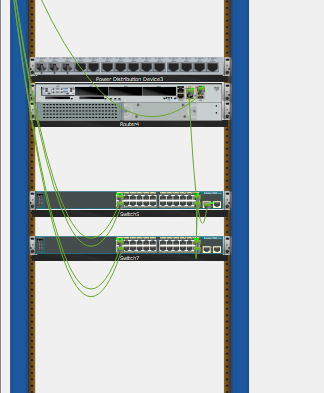 Power Distribution Device3
Router4
Switch5
Switch7